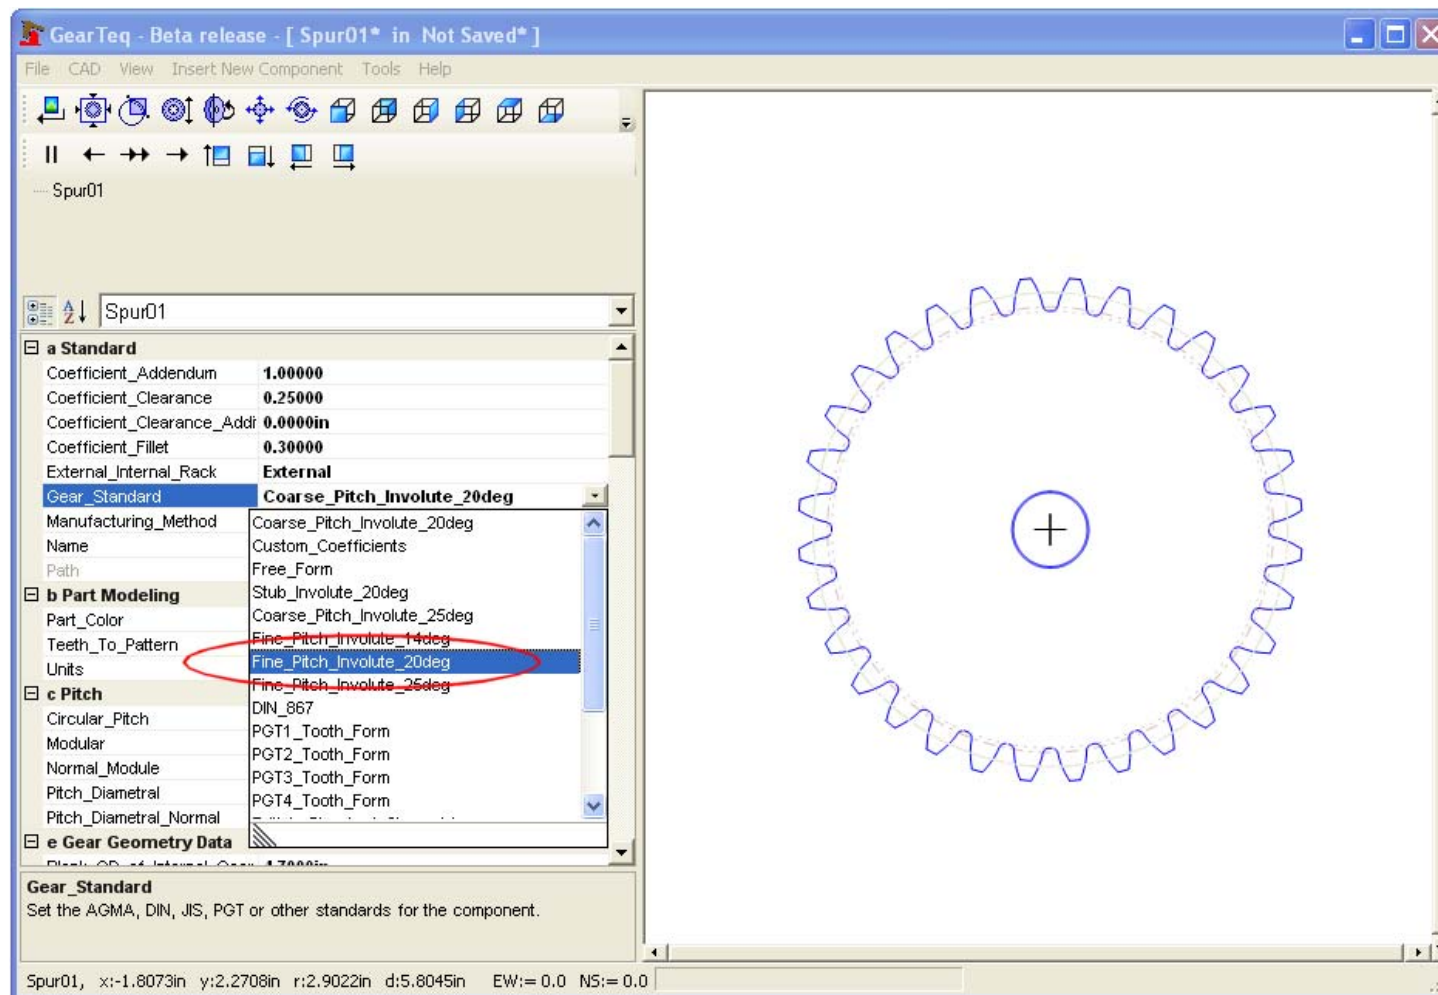 GearTeq - Beta release - [ Spur01* in Not Saved* ]
File CAD View Insert New Component Tools Help
Spur01
Spur01
a Standard
Coefficient_Addendum 1.00000
Coefficient_Clearance 0.25000
Coefficient_Clearance_Addi 0.0000in
Coefficient_Fillet 0.30000
External_Internal_Rack External
Gear_Standard Coarse_Pitch_Involute_20deg
Manufacturing_Method
Name
Path
b Part Modeling
Part_Color
Teeth_To_Pattern
Units
c Pitch
Circular_Pitch
Modular
Normal_Module
Pitch_Diametral
Pitch_Diametral_Normal
e Gear Geometry Data
Coarse_Pitch_Involute_20deg
Custom_Coefficients
Free_Form
Stub_Involute_20deg
Coarse_Pitch_Involute_25deg
Fine_Pitch_Involute_14deg
Fine_Pitch_Involute_20deg
Fine_Pitch_Involute_25deg
DIN_867
PGT1_Tooth_Form
PGT2_Tooth_Form
PGT3_Tooth_Form
PGT4_Tooth_Form
Gear_Standard
Set the AGMA, DIN, JIS, PGT or other standards for the component.
Spur01, x:-1.8073in y:2.2708in r:2.9022in d:5.8045in EW:= 0.0 NS:= 0.0